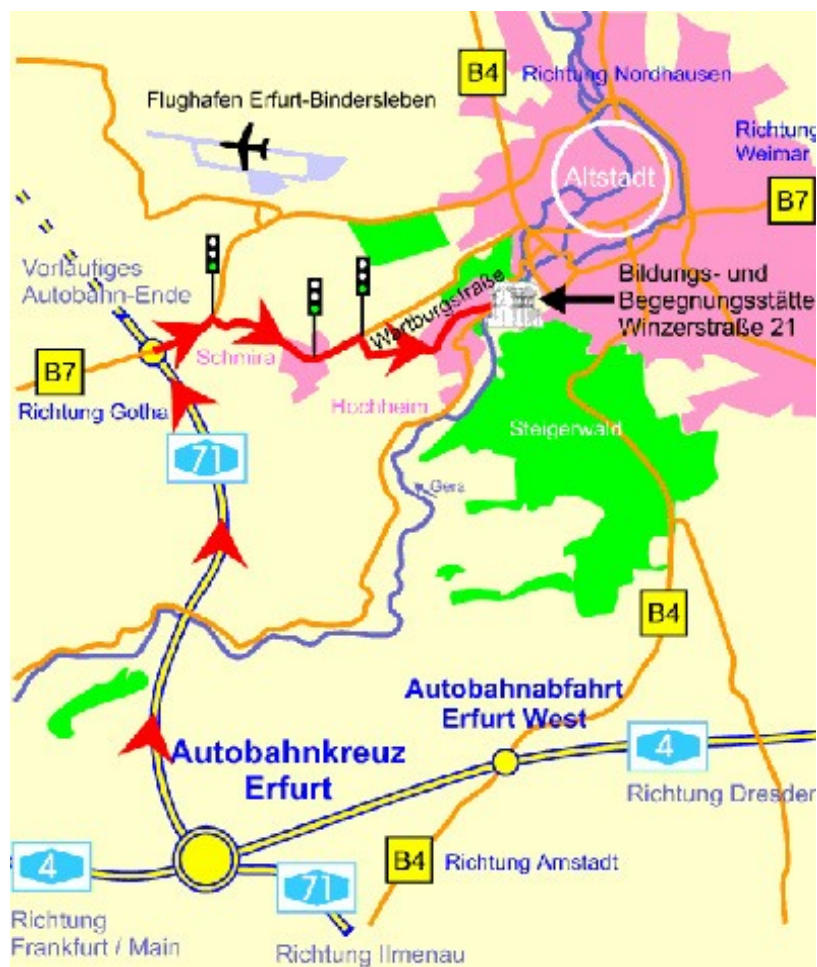 B4
Richtung Nordhausen
Flughafen Erfurt-Bindersleben
Richtung
Weimar
Altstadt
B7
Vorläufiges
Autobahn-Ende
Bildungs- und
Begegnungsstätte
Winzerstraße 21
Wartburgstraße
Schmira
B7
Richtung Gotha
Hochheim
Steigerwald
71
Gera
B4
Autobahnabfahrt
Erfurt West
Autobahnkreuz
Erfurt
4
Richtung Dresden
4
71
B4
Richtung Arnstadt
Richtung
Frankfurt / Main
Richtung Ilmenau